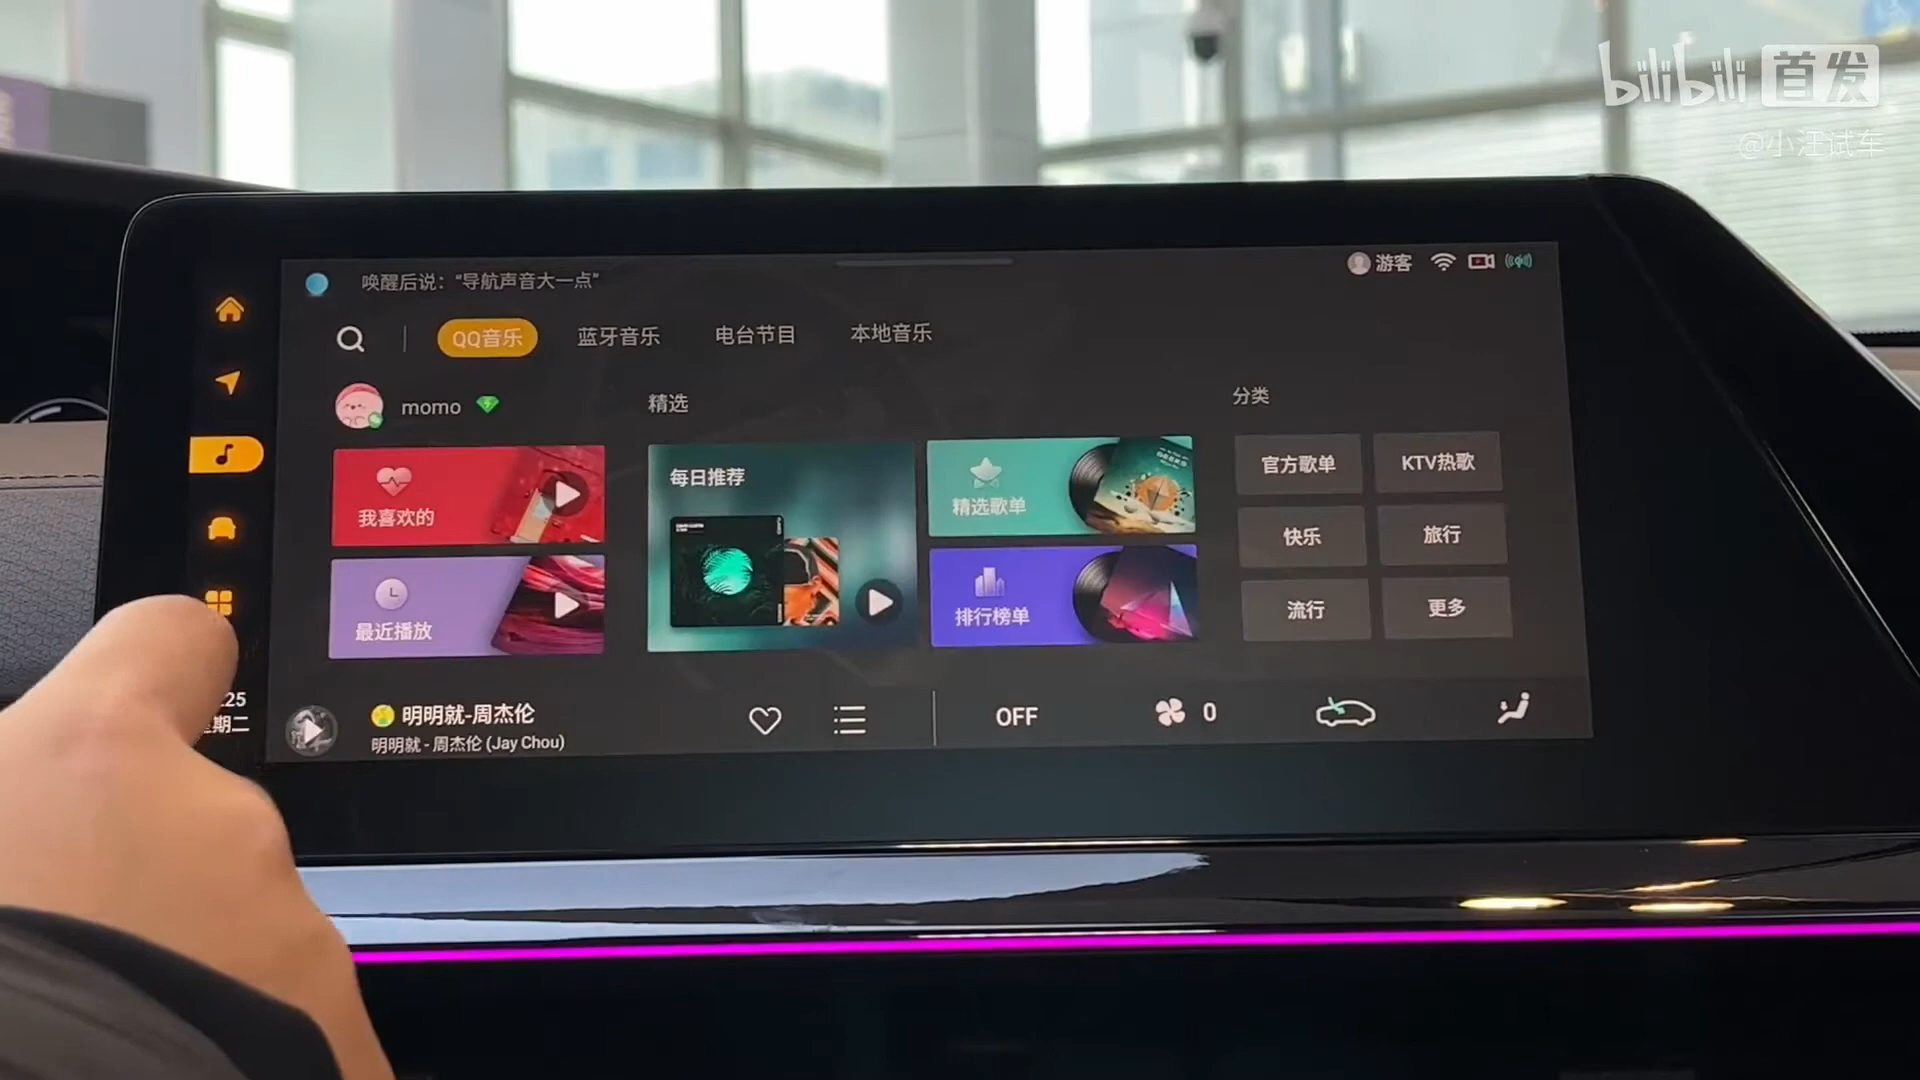 bilibili 首发
@小汪试车
唤醒后说：“导航声音大一点”
游客
QQ音乐
蓝牙音乐
电台节目
本地音乐
momo
精选
分类
我喜欢的
最近播放
每日推荐
精选歌单
排行榜单
官方歌单
KTV热歌
快乐
旅行
流行
更多
:25
期二
明明就-周杰伦
明明就 - 周杰伦 (Jay Chou)
OFF
0